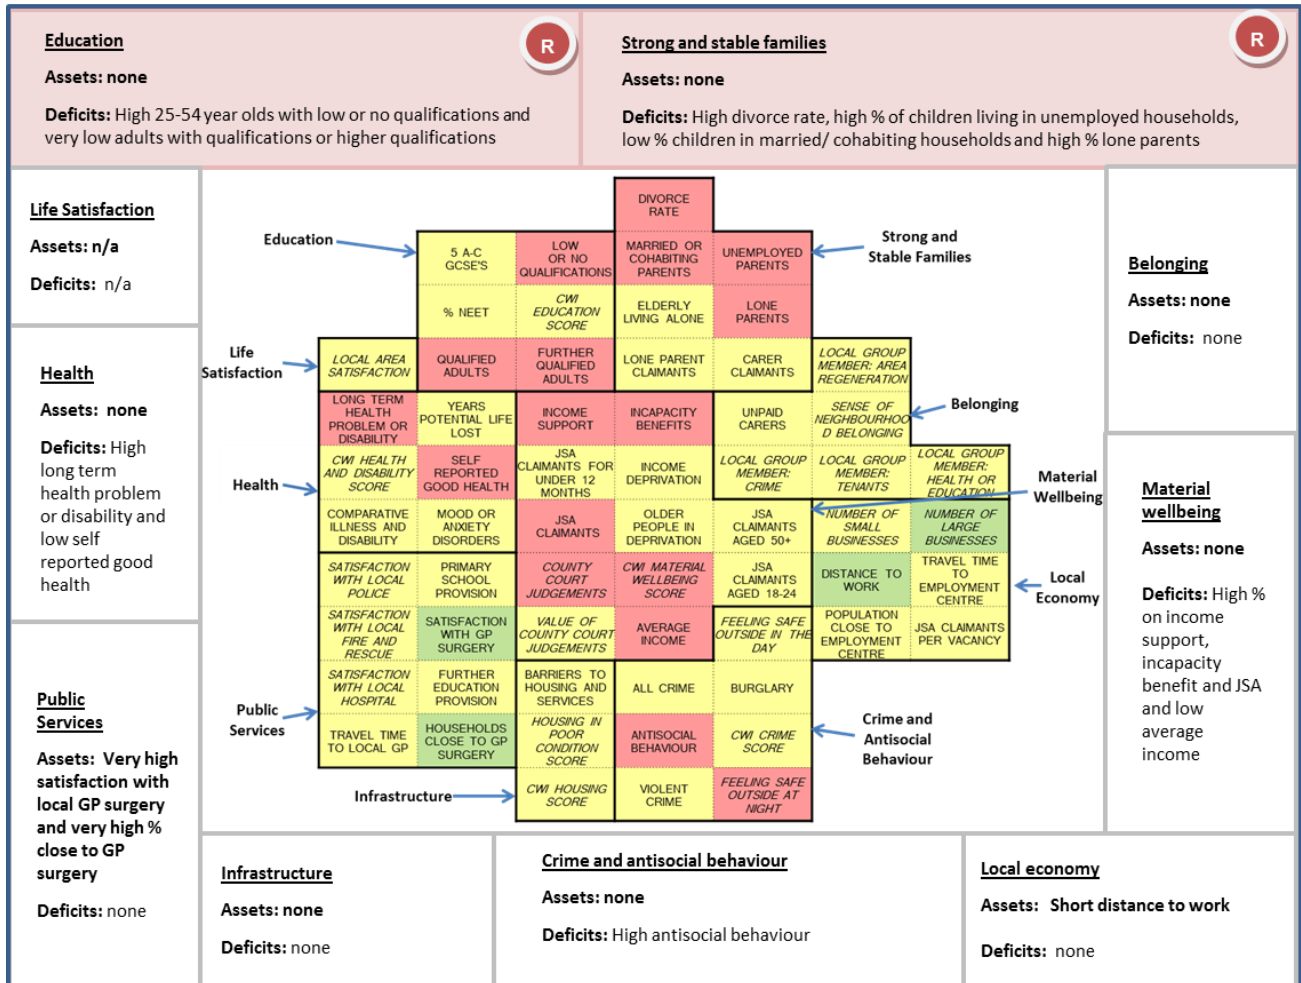 Education
R
Assets: none
Deficits: High 25-54 year olds with low or no qualifications and
very low adults with qualifications or higher qualifications
Strong and stable families
R
Assets: none
Deficits: High divorce rate, high % of children living in unemployed households,
low % children in married/ cohabiting households and high % lone parents
Life Satisfaction
Assets: n/a
Deficits: n/a
Health
Assets: none
Deficits: High
long term
health problem
or disability and
low self
reported good
health
Public
Services
Assets: Very high
satisfaction with
local GP surgery
and very high %
close to GP
surgery
Deficits: none
Education
Life
Satisfaction
Health
Public
Services
Infrastructure
DIVORCE
RATE
5 A-C
GCSE'S
LOW
OR NO
QUALIFICATIONS
MARRIED OR
COHABITING
PARENTS
UNEMPLOYED
PARENTS
% NEET
CWI
EDUCATION
SCORE
ELDERLY
LIVING ALONE
LONE
PARENTS
LOCAL AREA
SATISFACTION
QUALIFIED
ADULTS
FURTHER
QUALIFIED
ADULTS
LONE PARENT
CLAIMANTS
CARER
CLAIMANTS
LOCAL GROUP
MEMBER: AREA
REGENERATION
LONG TERM
HEALTH
PROBLEM OR
DISABILITY
YEARS
POTENTIAL LIFE
LOST
INCOME
SUPPORT
INCAPACITY
BENEFITS
UNPAID
CARERS
SENSE OF
NEIGHBOURHOO
D BELONGING
CWI HEALTH
AND DISABILITY
SCORE
SELF
REPORTED
GOOD HEALTH
JSA
CLAIMANTS FOR
UNDER 12
MONTHS
INCOME
DEPRIVATION
LOCAL GROUP
MEMBER:
CRIME
LOCAL GROUP
MEMBER:
TENANTS
LOCAL GROUP
MEMBER:
HEALTH OR
EDUCATION
COMPARATIVE
ILLNESS AND
DISABILITY
MOOD OR
ANXIETY
DISORDERS
JSA
CLAIMANTS
OLDER
PEOPLE IN
DEPRIVATION
JSA
CLAIMANTS
AGED 50+
NUMBER OF
SMALL
BUSINESSES
NUMBER OF
LARGE
BUSINESSES
SATISFACTION
WITH LOCAL
POLICE
PRIMARY
SCHOOL
PROVISION
COUNTY
COURT
JUDGEMENTS
CWI MATERIAL
WELLBEING
SCORE
JSA
CLAIMANTS
AGED 18-24
DISTANCE TO
WORK
TRAVEL TIME
TO
EMPLOYMENT
CENTRE
SATISFACTION
WITH LOCAL
FIRE AND
RESCUE
SATISFACTION
WITH GP
SURGERY
VALUE OF
COUNTY COURT
JUDGEMENTS
AVERAGE
INCOME
FEELING SAFE
OUTSIDE IN THE
DAY
POPULATION
CLOSE TO
EMPLOYMENT
CENTRE
JSA CLAIMANTS
PER VACANCY
SATISFACTION
WITH LOCAL
HOSPITAL
FURTHER
EDUCATION
PROVISION
BARRIERS TO
HOUSING AND
SERVICES
ALL CRIME
BURGLARY
TRAVEL TIME
TO LOCAL GP
HOUSEHOLDS
CLOSE TO GP
SURGERY
HOUSING IN
POOR
CONDITION
SCORE
ANTISOCIAL
BEHAVIOUR
CWI CRIME
SCORE
CWI HOUSING
SCORE
VIOLENT
CRIME
FEELING SAFE
OUTSIDE AT
NIGHT
Strong and
Stable Families
Belonging
Material
Wellbeing
Local
Economy
Crime and
Antisocial
Behaviour
Belonging
Assets: none
Deficits: none
Material
wellbeing
Assets: none
Deficits: High %
on income
support,
incapacity
benefit and JSA
and low
average
income
Infrastructure
Assets: none
Deficits: none
Crime and antisocial behaviour
Assets: none
Deficits: High antisocial behaviour
Local economy
Assets: Short distance to work
Deficits: none